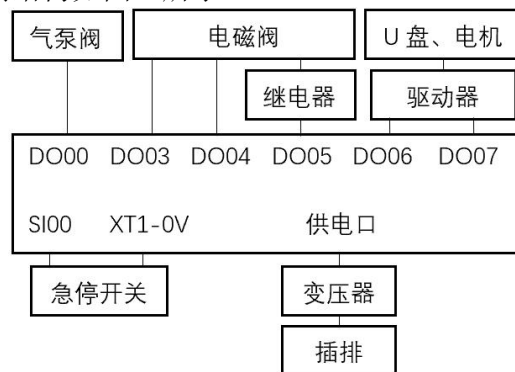 气泵阀 电磁阀 U盘、电机
继电器 驱动器
DO00 DO03 DO04 DO05 DO06 DO07
SI00 XT1-0V 供电口
急停开关 变压器
插排